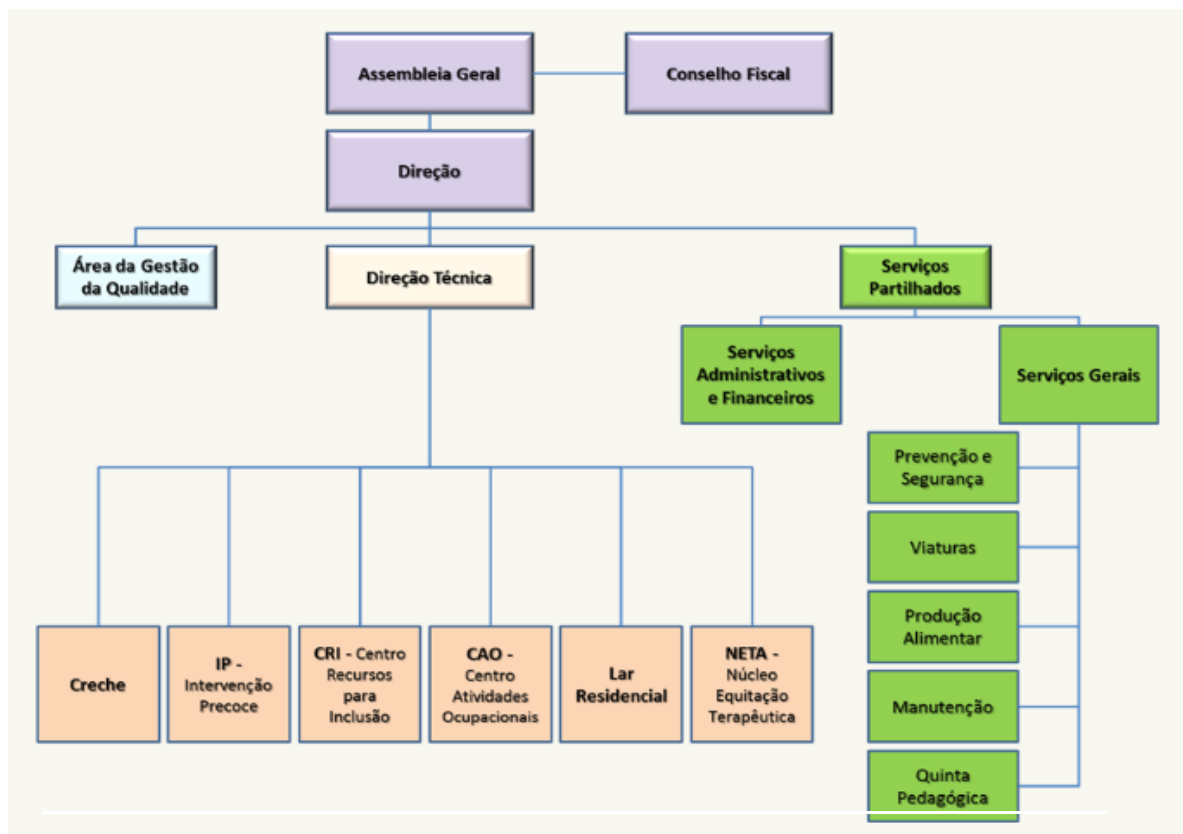 Assembleia Geral
Conselho Fiscal
Direção
Área da Gestão
da Qualidade
Direção Técnica
Serviços
Partilhados
Serviços
Administrativos
e Financeiros
Serviços Gerais
Prevenção e
Segurança
Viaturas
Produção
Alimentar
Manutenção
Quinta
Pedagógica
Creche
IP -
Intervenção
Precoce
CRI - Centro
Recursos
para
Inclusão
CAO -
Centro
Atividades
Ocupacionais
Lar
Residencial
NETA -
Núcleo
Equitação
Terapêutica